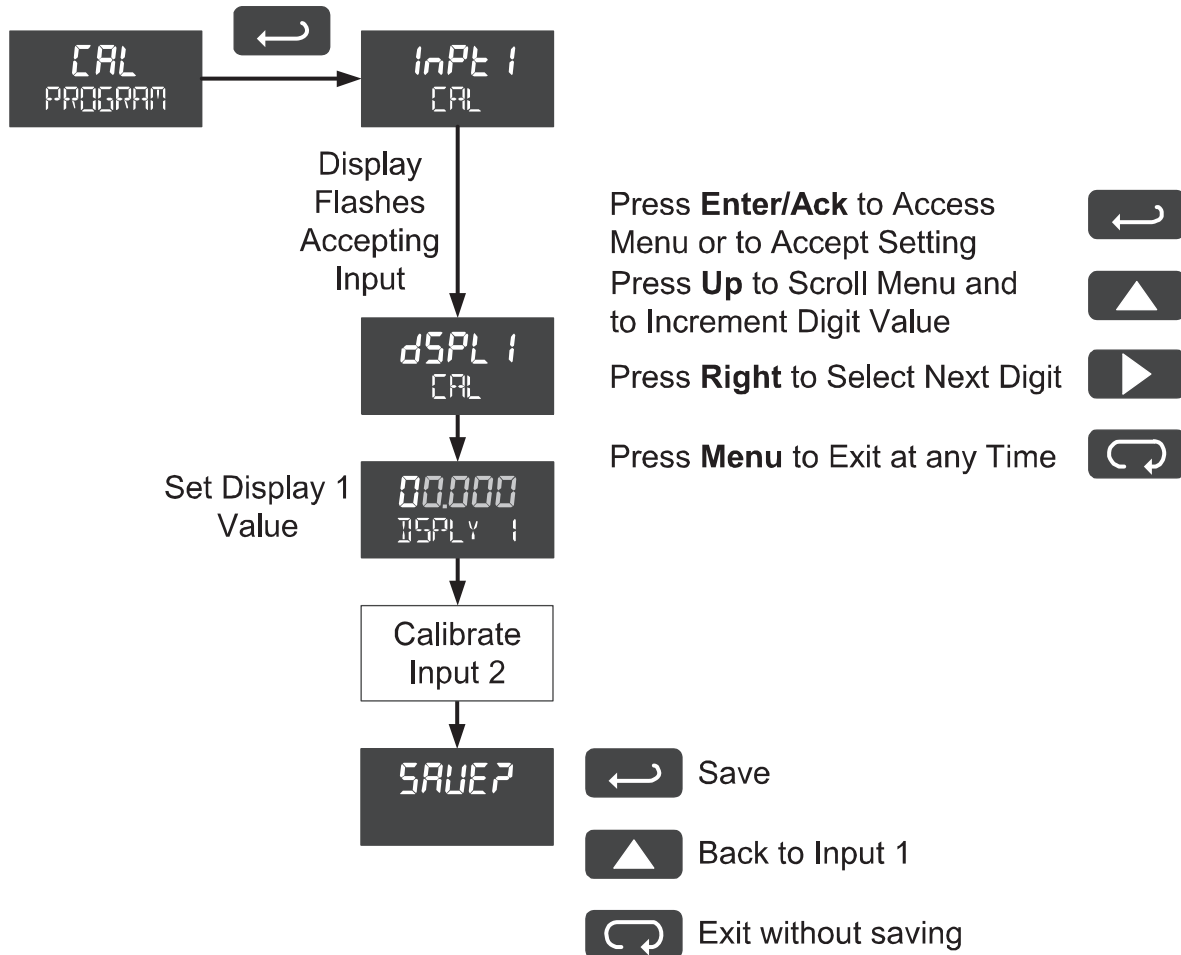 CAL
PROGRAM
InPt 1
CAL
Display
Flashes
Accepting
Input
dSPL 1
CAL
Set Display 1
Value
00.000
DSPLY 1
Calibrate
Input 2
SAVE?
Press Enter/Ack to Access
Menu or to Accept Setting
Press Up to Scroll Menu and
to Increment Digit Value
Press Right to Select Next Digit
Press Menu to Exit at any Time
Save
Back to Input 1
Exit without saving